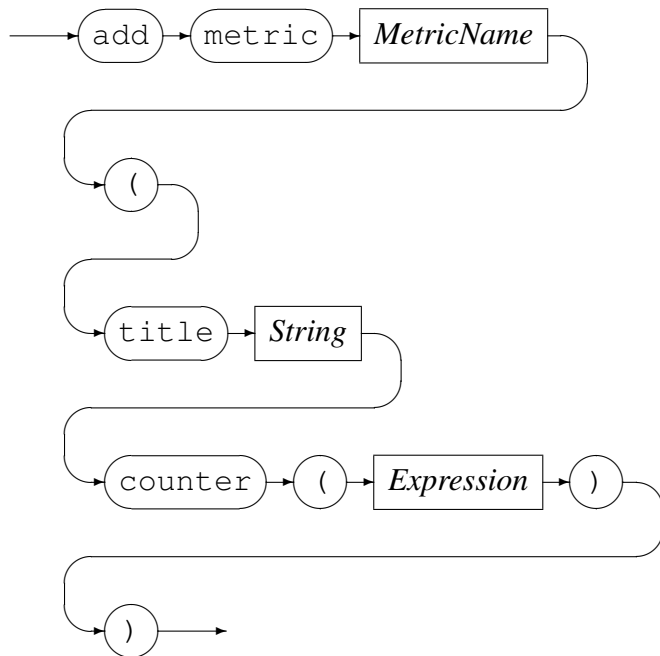 add metric MetricName
(
title String
counter ( Expression )
)